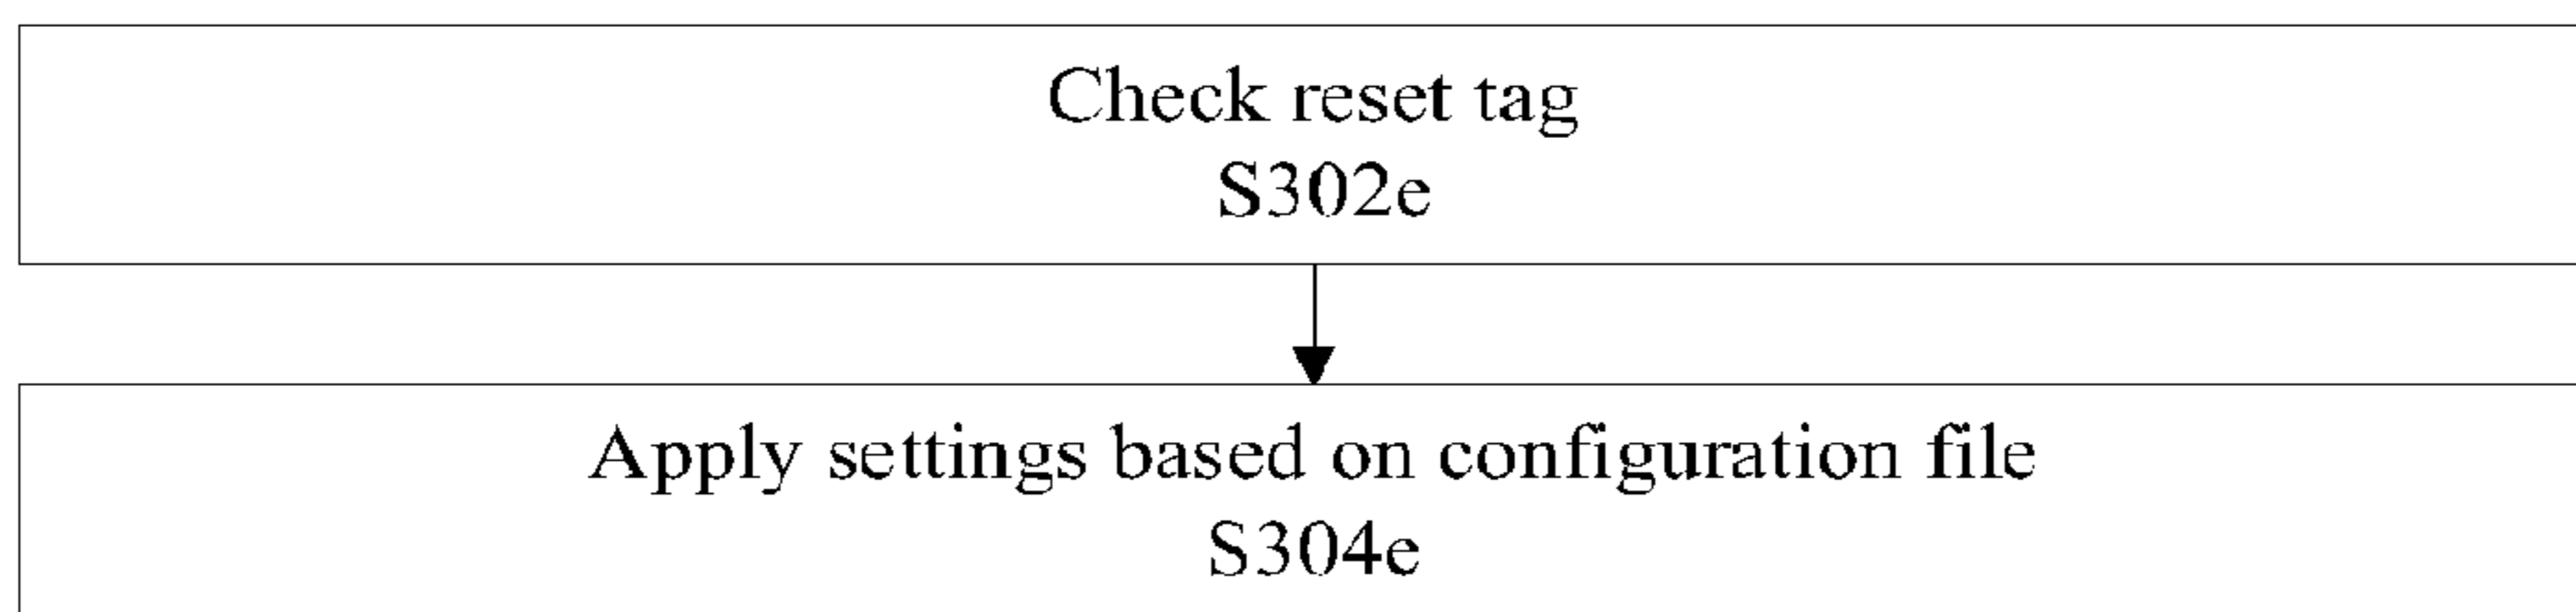 Check reset tag
S302e
Apply settings based on configuration file
S304e